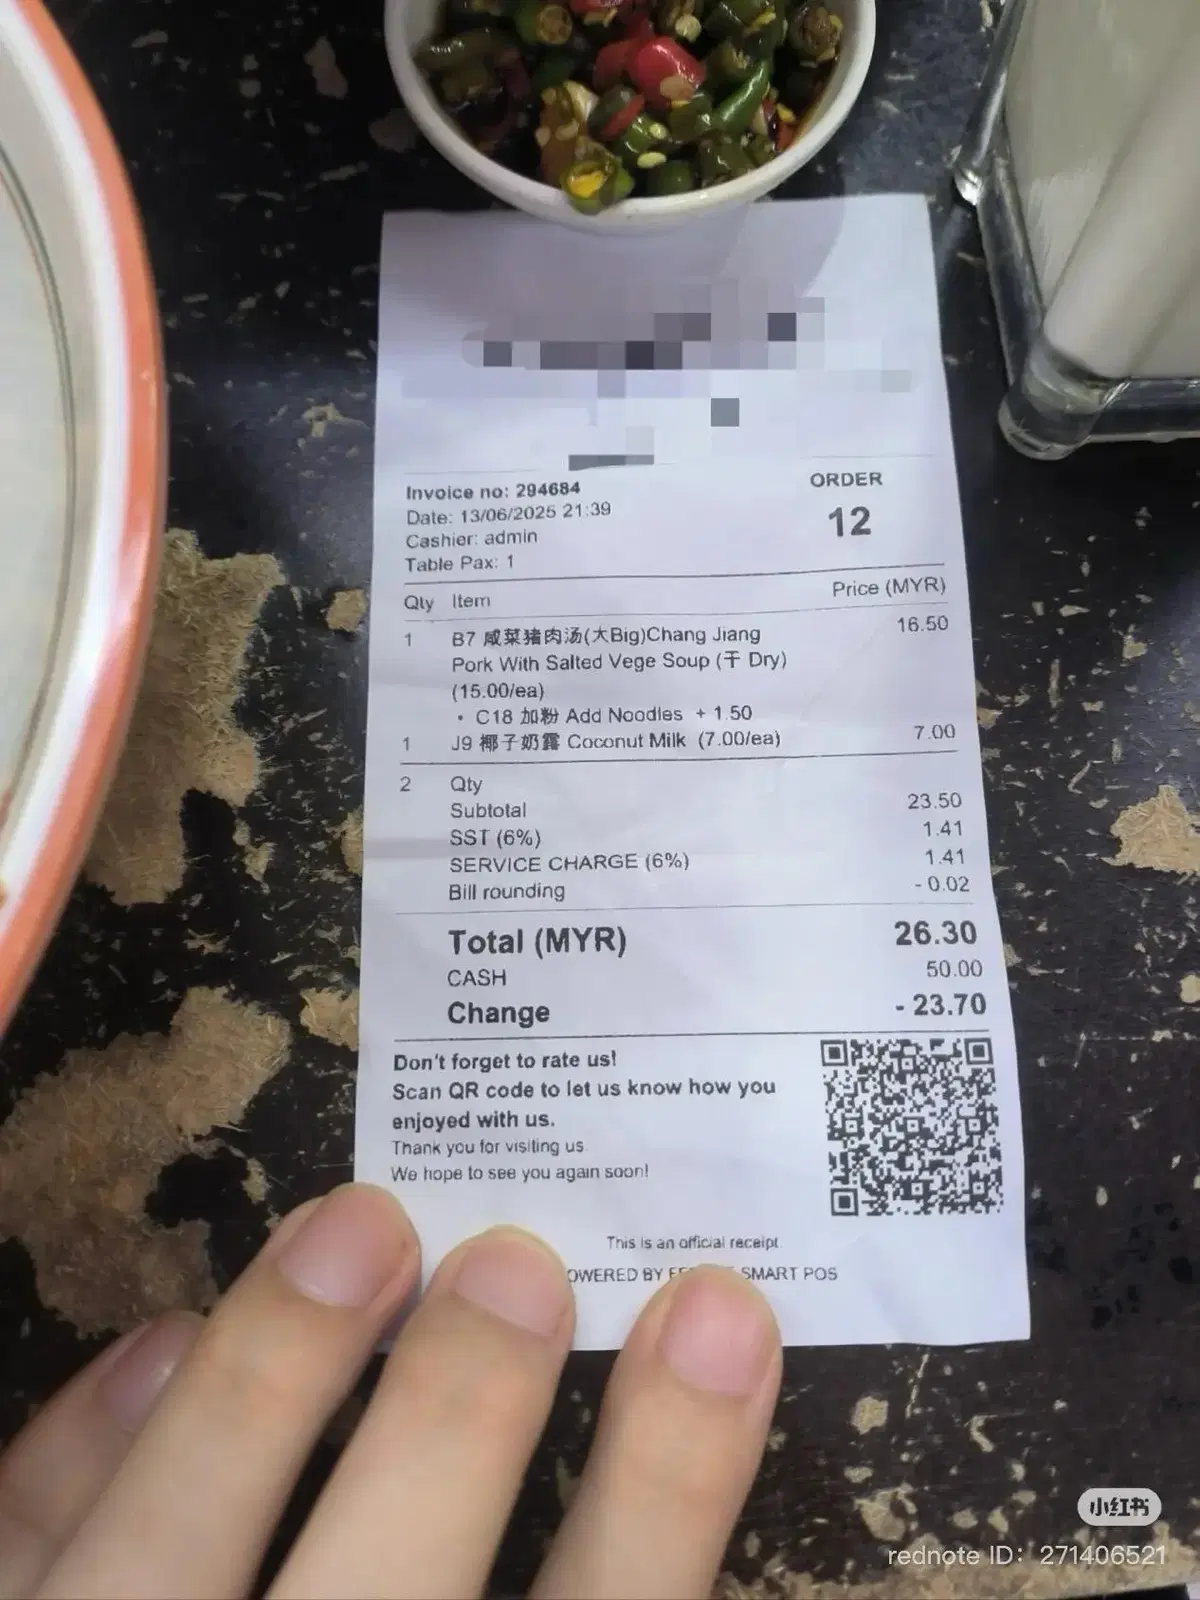 Invoice no: 294684
Date: 13/06/2025 21:39
Cashier: admin
Table Pax: 1
ORDER
12
Qty Item Price (MYR)
1 B7 咸菜猪肉汤(大Big)Chang Jiang 16.50
Pork With Salted Vege Soup (干 Dry)
(15.00/ea)
• C18 加粉 Add Noodles + 1.50
1 J9 椰子奶露 Coconut Milk (7.00/ea) 7.00
2 Qty
Subtotal 23.50
SST (6%) 1.41
SERVICE CHARGE (6%) 1.41
Bill rounding - 0.02
Total (MYR) 26.30
CASH 50.00
Change - 23.70
Don't forget to rate us!
Scan QR code to let us know how you
enjoyed with us.
Thank you for visiting us.
We hope to see you again soon!
This is an official receipt.
OWERED BY SMART POS
小红书
rednote ID: 271406521